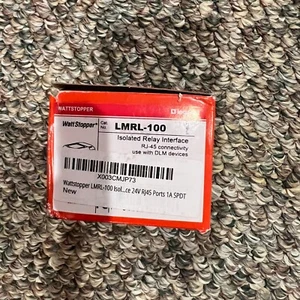 WATTSTOPPER
WattStopper® Cat. No. LMRL-100
Isolated Relay Interface
RJ-45 connectivity
use with DLM devices
X003CMJP73
Wattstopper LMRL-100 Isol...ce 24V RJ45 Ports 1A SPDT
New